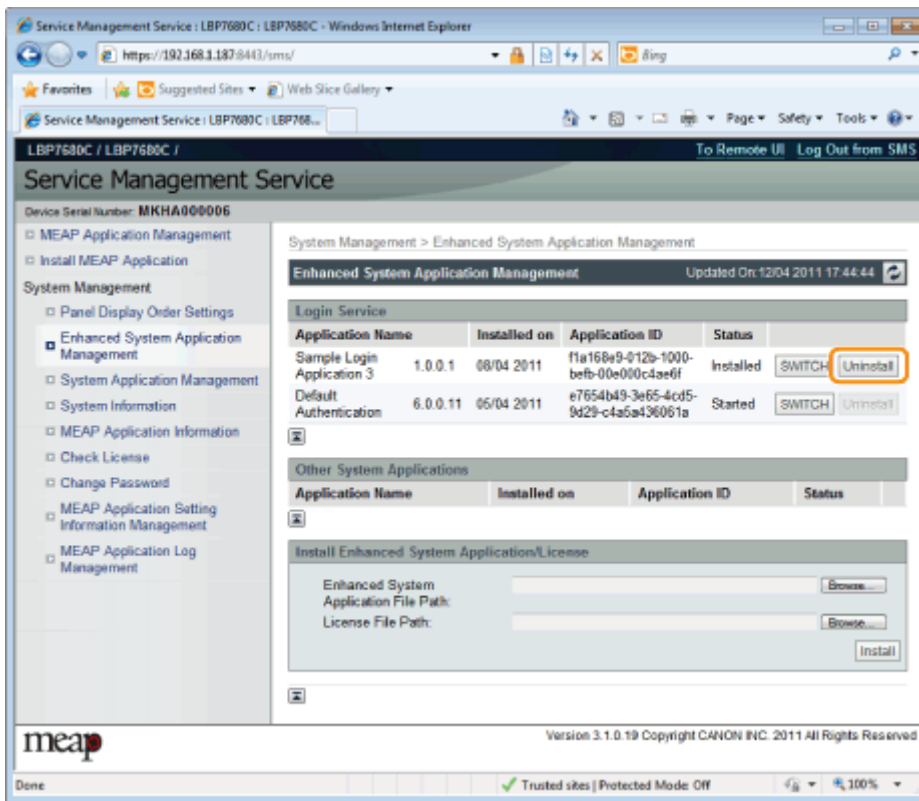 Service Management Service : LBP7680C : LBP7680C - Windows Internet Explorer
https://192.168.1.187:8443/sms/
Bing
Favorites Suggested Sites Web Slice Gallery
Service Management Service : LBP7680C : LBP768... Page Safety Tools
LBP7680C / LBP7680C / To Remote UI Log Out from SMS
Service Management Service
Device Serial Number: MKHA000006
MEAP Application Management
Install MEAP Application
System Management
Panel Display Order Settings
Enhanced System Application
Management
System Application Management
System Information
MEAP Application Information
Check License
Change Password
MEAP Application Setting
Information Management
MEAP Application Log
Management
System Management > Enhanced System Application Management
Enhanced System Application Management Updated On:12/04 2011 17:44:44
Login Service
Application Name Installed on Application ID Status
Sample Login
Application 3 1.0.0.1 08/04 2011 f1a168e9-012b-1000-
befb-00e000c4ae6f Installed SWITCH Uninstall
Default
Authentication 6.0.0.11 05/04 2011 e7654b49-3e65-4cd5-
9d29-c4a5a436061a Started SWITCH Uninstall
Other System Applications
Application Name Installed on Application ID Status
Install Enhanced System Application/License
Enhanced System
Application File Path: Browse...
License File Path: Browse...
Install
meap Version 3.1.0.19 Copyright CANON INC. 2011 All Rights Reserved
Done Trusted sites | Protected Mode: Off 100%